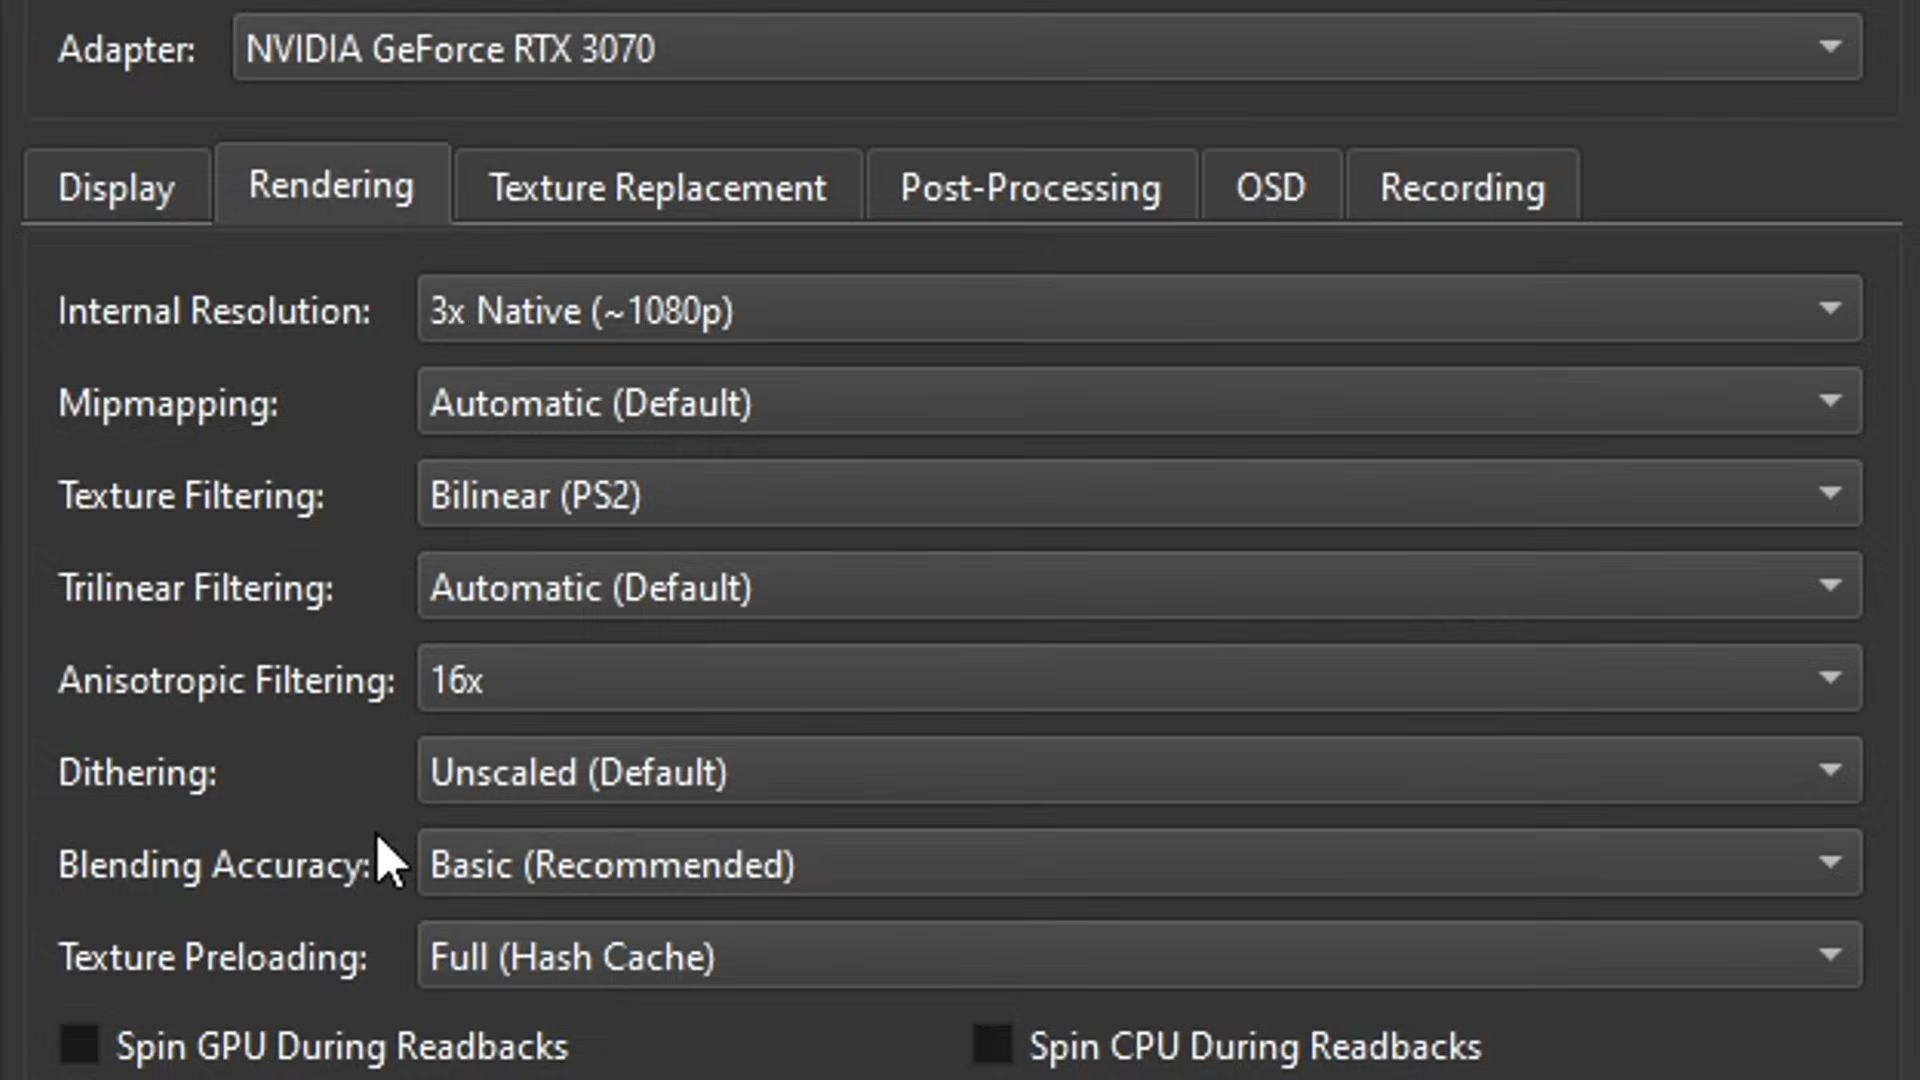 Adapter: NVIDIA GeForce RTX 3070
Display Rendering Texture Replacement Post-Processing OSD Recording
Internal Resolution: 3x Native (~1080p)
Mipmapping: Automatic (Default)
Texture Filtering: Bilinear (PS2)
Trilinear Filtering: Automatic (Default)
Anisotropic Filtering: 16x
Dithering: Unscaled (Default)
Blending Accuracy: Basic (Recommended)
Texture Preloading: Full (Hash Cache)
Spin GPU During Readbacks Spin CPU During Readbacks